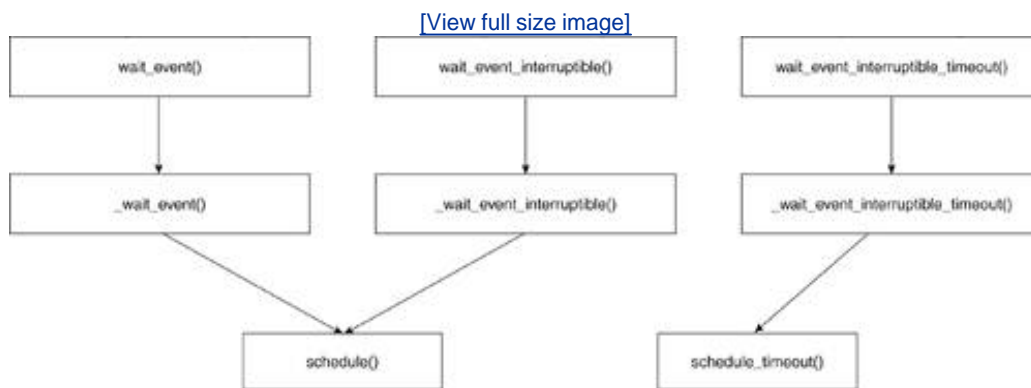 [View full size image]
wait_event()
wait_event_interruptible()
wait_event_interruptible_timeout()
_wait_event()
_wait_event_interruptible()
_wait_event_interruptible_timeout()
schedule()
schedule_timeout()